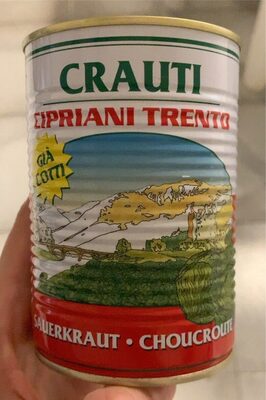 CRAUTI
CIPRIANI TRENTO
GIÀ
COTTI
SAUERKRAUT • CHOUCROUTE